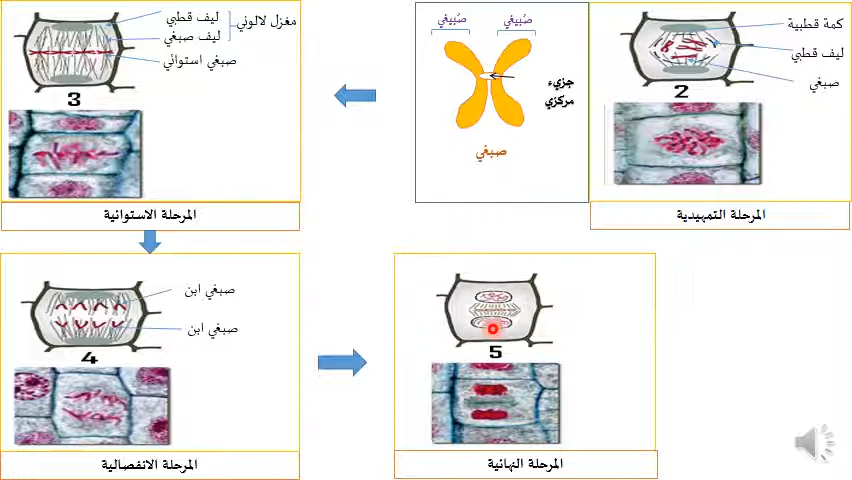 كمة قطبية
ليف قطبي
صبغي
2
المرحلة التمهيدية
صُبيغي
صُبيغي
جزيء
مركزي
صبغي
ليف قطبي
ليف صبغي
مغزل لالوني
صبغي استوائي
3
المرحلة الاستوائية
صبغي ابن
صبغي ابن
4
المرحلة الانفصالية
5
المرحلة النهائية